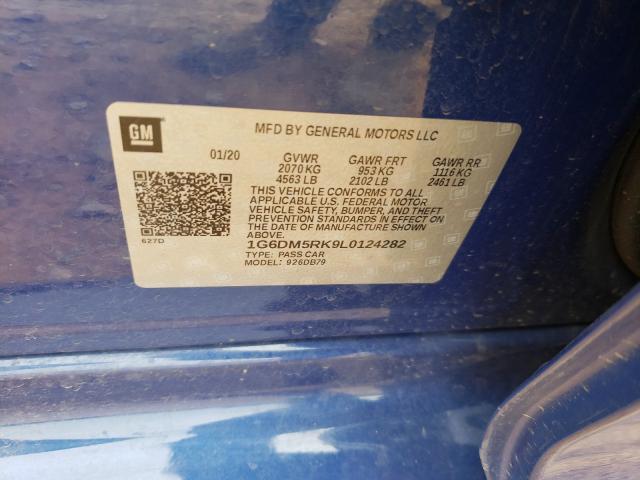 GM
MFD BY GENERAL MOTORS LLC
01/20 GVWR GAWR FRT GAWR RR
2070 KG 953 KG 1116 KG
4563 LB 2102 LB 2461 LB
THIS VEHICLE CONFORMS TO ALL
APPLICABLE U.S. FEDERAL MOTOR
VEHICLE SAFETY, BUMPER, AND THEFT
PREVENTION STANDARDS IN EFFECT ON
THE DATE OF MANUFACTURE SHOWN ABOVE.
627D
1G6DM5RK9L0124282
TYPE: PASS CAR
MODEL: 926DB79